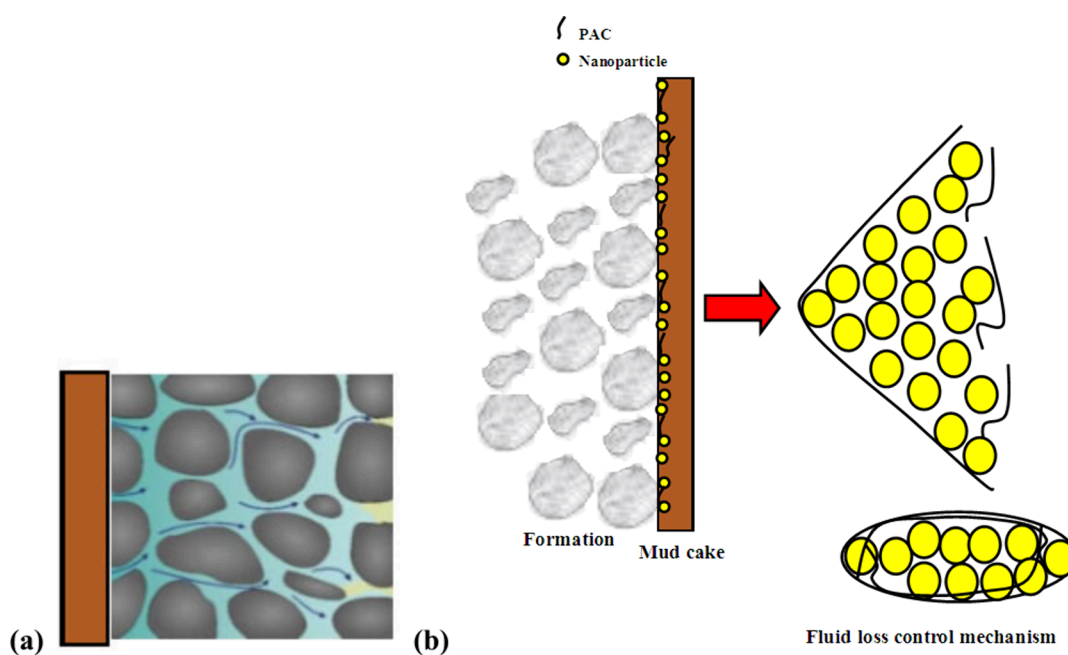 PAC
Nanoparticle
Formation
Mud cake
(a)
(b)
Fluid loss control mechanism